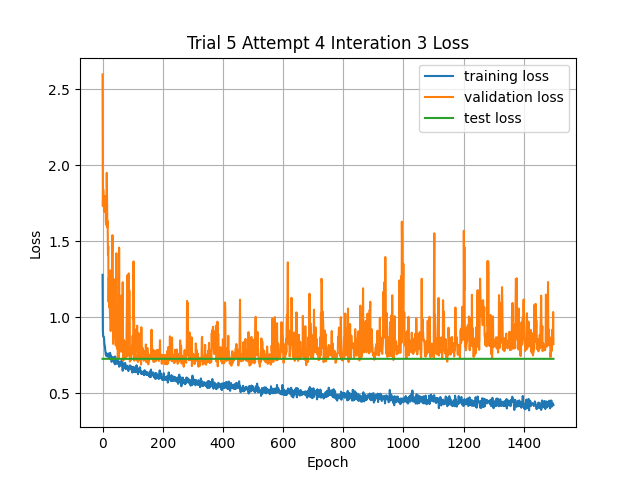 Trial 5 Attempt 4 Interation 3 Loss
training loss
validation loss
test loss
2.5
2.0
1.5
1.0
0.5
Loss
0 200 400 600 800 1000 1200 1400
Epoch